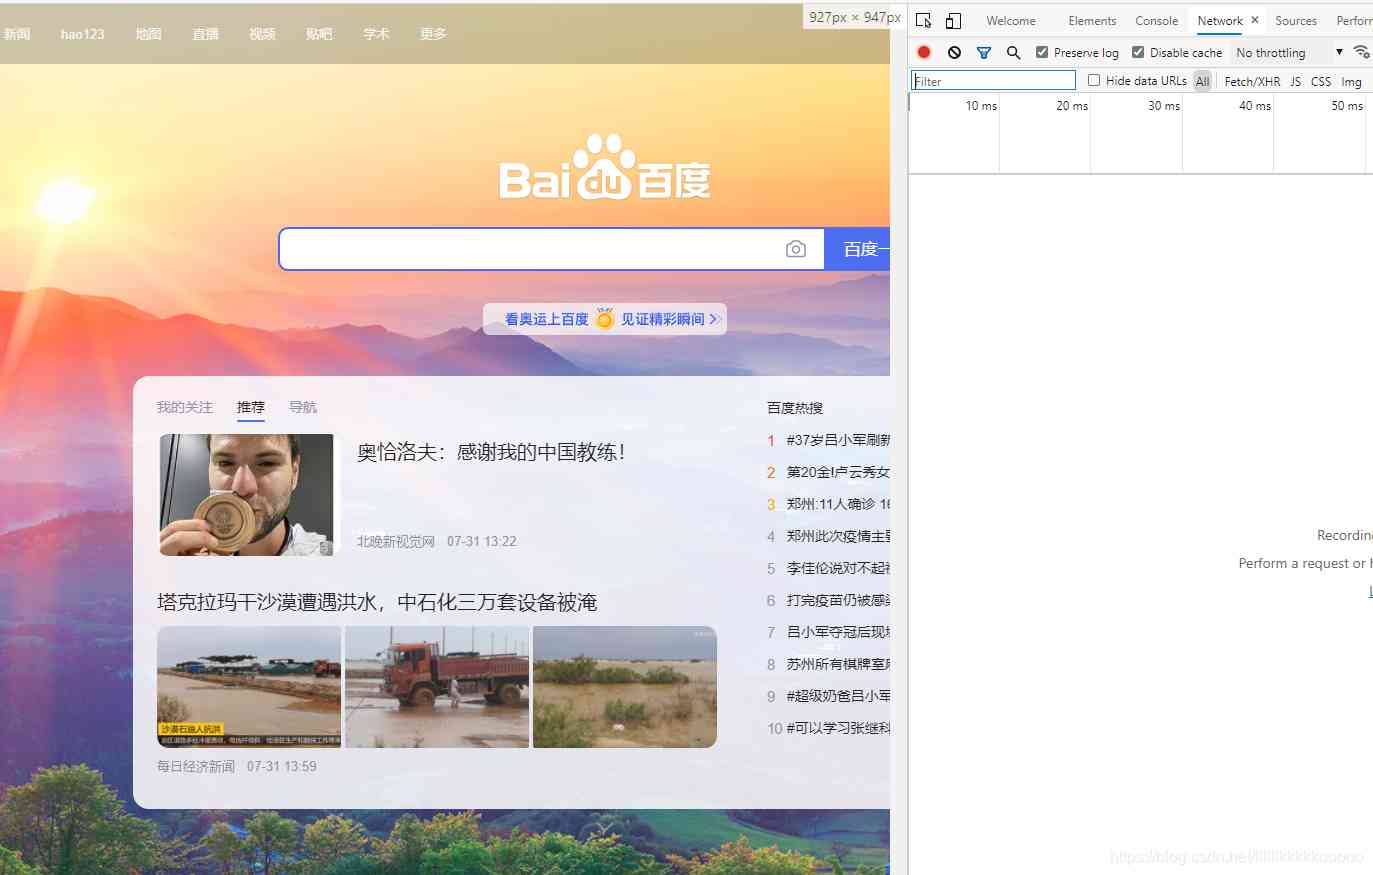 新闻 hao123 地图 直播 视频 贴吧 学术 更多
927px × 947px
Bai du 百度
百度一
看奥运上百度 见证精彩瞬间
我的关注 推荐 导航
奥恰洛夫：感谢我的中国教练！
北晚新视觉网 07-31 13:22
塔克拉玛干沙漠遭遇洪水，中石化三万套设备被淹
沙漠石油人抗洪
每日经济新闻 07-31 13:59
百度热搜
1 #37岁吕小军刷新
2 第20金!卢云秀女
3 郑州:11人确诊 16
4 郑州此次疫情主要
5 李佳伦说对不起
6 打完疫苗仍被感染
7 吕小军夺冠后现场
8 苏州所有棋牌室
9 #超级奶爸吕小军
10 #可以学习张继科
Welcome Elements Console Network × Sources Perfor
Preserve log Disable cache No throttling
Filter Hide data URLs All Fetch/XHR JS CSS Img
10 ms 20 ms 30 ms 40 ms 50 ms
Recording
Perform a request or